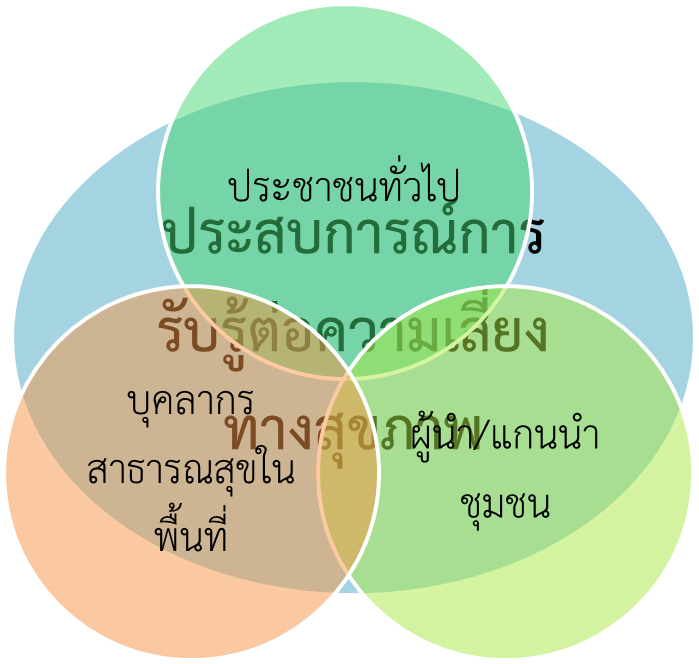 ประชาชนทั่วไป
ประสบการณ์การ
รับรู้ต่อความเสี่ยง
ทางสุขภาพ
บุคลากร
สาธารณสุขใน
พื้นที่
ผู้นำ/แกนนำ
ชุมชน